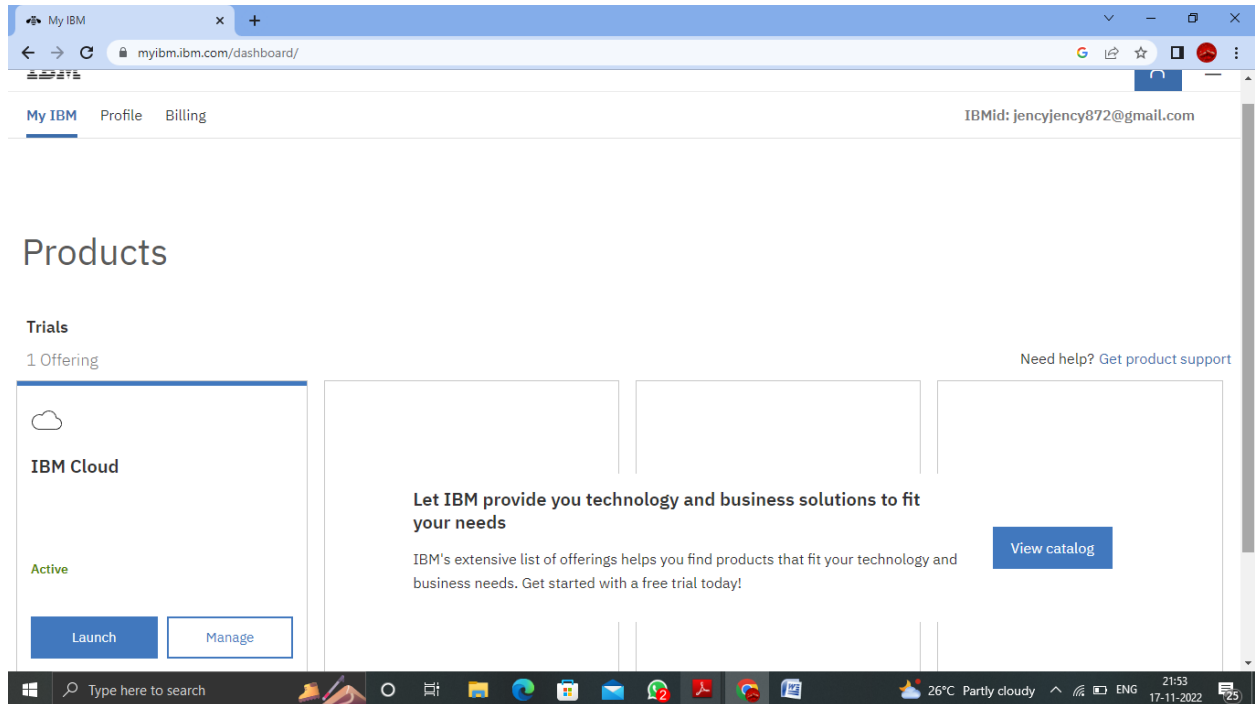 My IBM
myibm.ibm.com/dashboard/
IBM
My IBM Profile Billing IBMid: jencyjency872@gmail.com
Products
Trials
1 Offering Need help? Get product support
IBM Cloud
Let IBM provide you technology and business solutions to fit
your needs
View catalog
IBM's extensive list of offerings helps you find products that fit your technology and
business needs. Get started with a free trial today!
Active
Launch Manage
Type here to search 2 26°C Partly cloudy ENG 21:53
17-11-2022 25